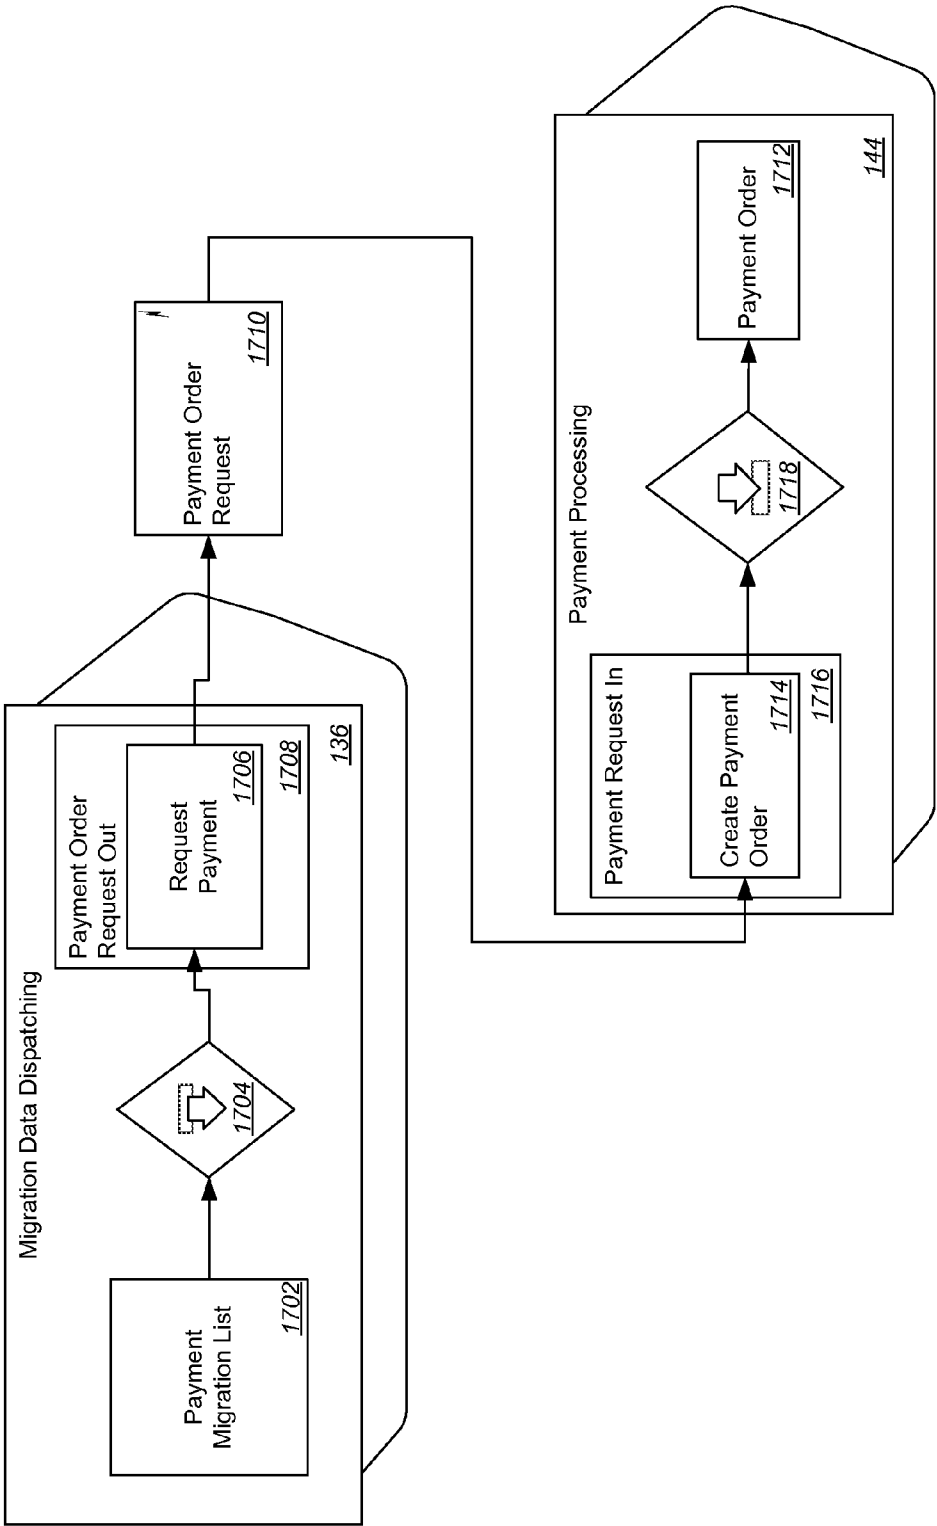 Migration Data Dispatching
Payment
Migration List
1702
1704
Payment Order
Request Out
Request
Payment
1706
1708
136
Payment Order
Request
1710
Payment Processing
Payment Request In
Create Payment
Order
1714
1716
1718
Payment Order
1712
144